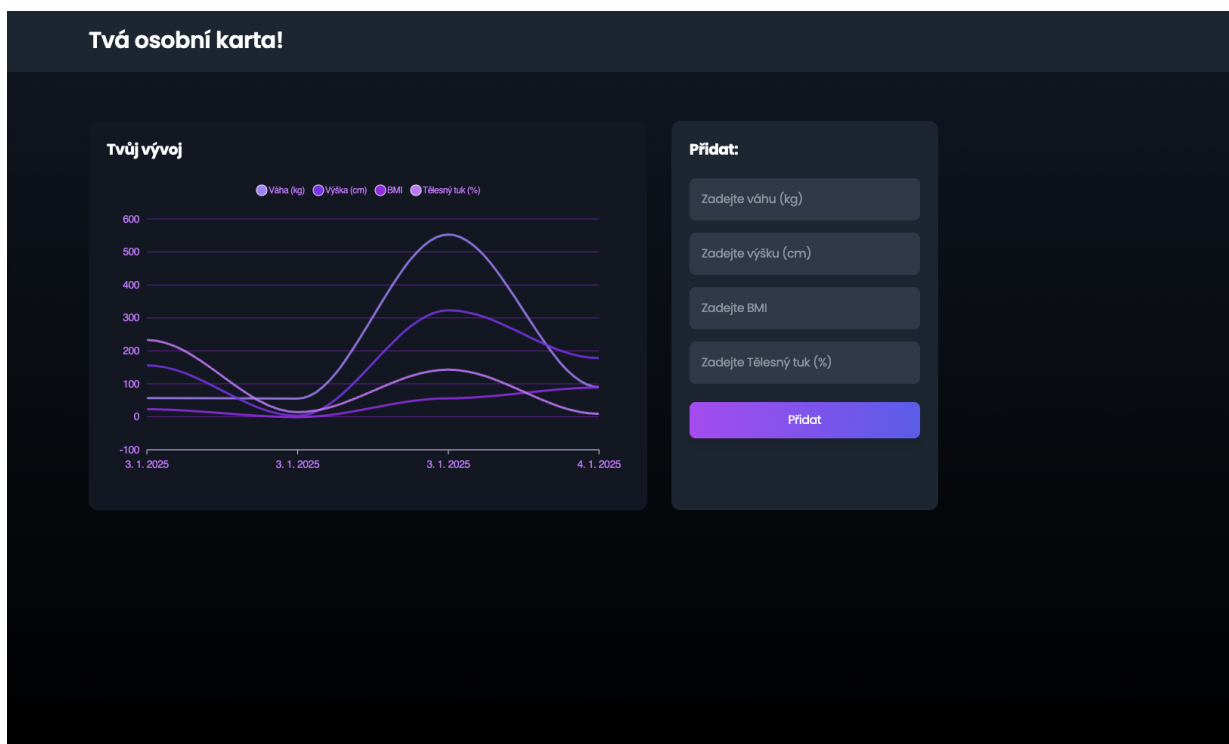 Tvá osobní karta!
Tvůj vývoj
Váha (kg) Výška (cm) BMI Tělesný tuk (%)
600
500
400
300
200
100
0
-100
3. 1. 2025 3. 1. 2025 3. 1. 2025 4. 1. 2025
Přidat:
Zadejte váhu (kg)
Zadejte výšku (cm)
Zadejte BMI
Zadejte Tělesný tuk (%)
Přidat